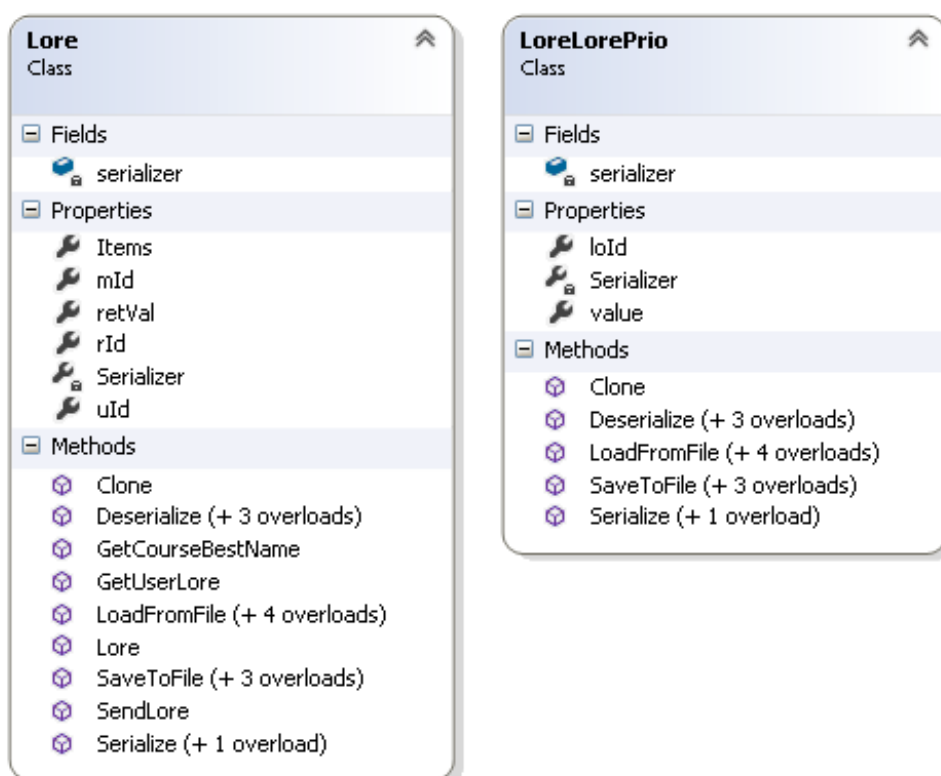 Lore
Class
Fields
serializer
Properties
Items
mId
retVal
rId
Serializer
uId
Methods
Clone
Deserialize (+ 3 overloads)
GetCourseBestName
GetUserLore
LoadFromFile (+ 4 overloads)
Lore
SaveToFile (+ 3 overloads)
SendLore
Serialize (+ 1 overload)
LoreLorePrio
Class
Fields
serializer
Properties
loId
Serializer
value
Methods
Clone
Deserialize (+ 3 overloads)
LoadFromFile (+ 4 overloads)
SaveToFile (+ 3 overloads)
Serialize (+ 1 overload)